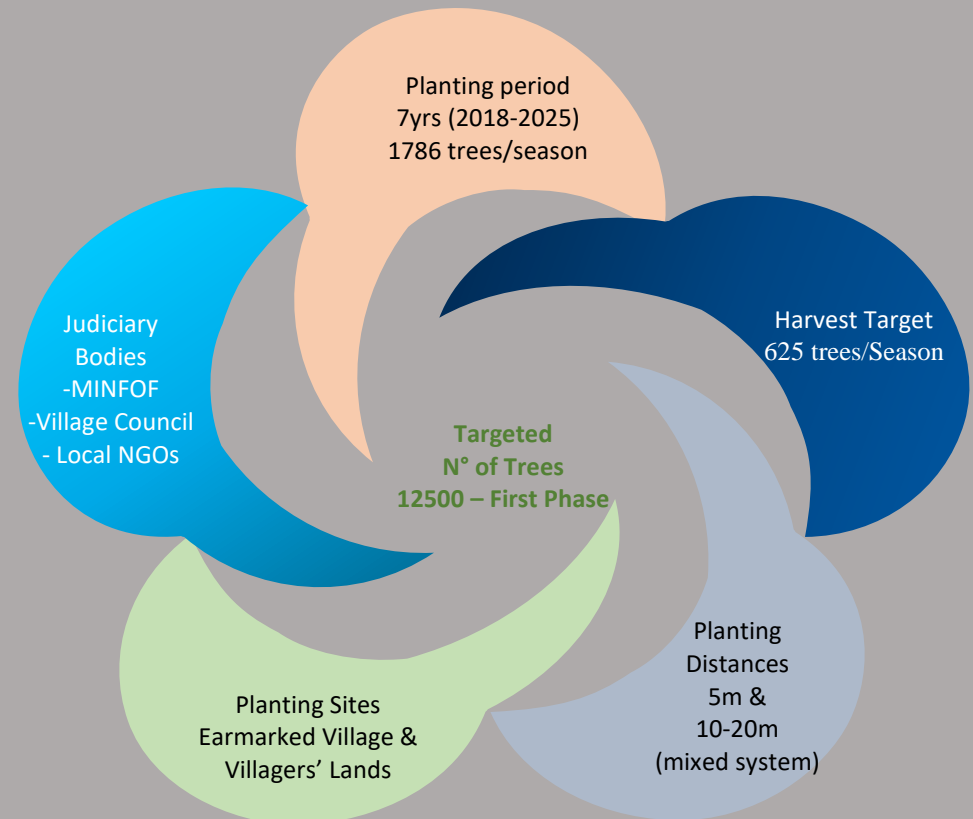 Planting period
7yrs (2018-2025)
1786 trees/season
Harvest Target
625 trees/Season
Judiciary
Bodies
-MINFOF
-Village Council
- Local NGOs
Targeted
N° of Trees
12500 – First Phase
Planting
Distances
5m &
10-20m
(mixed system)
Planting Sites
Earmarked Village &
Villagers’ Lands